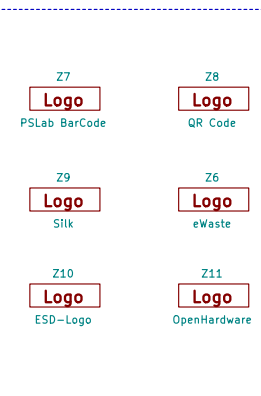 Z7
Logo
PSLab BarCode
Z8
Logo
QR Code
Z9
Logo
Silk
Z6
Logo
eWaste
Z10
Logo
ESD-Logo
Z11
Logo
OpenHardware